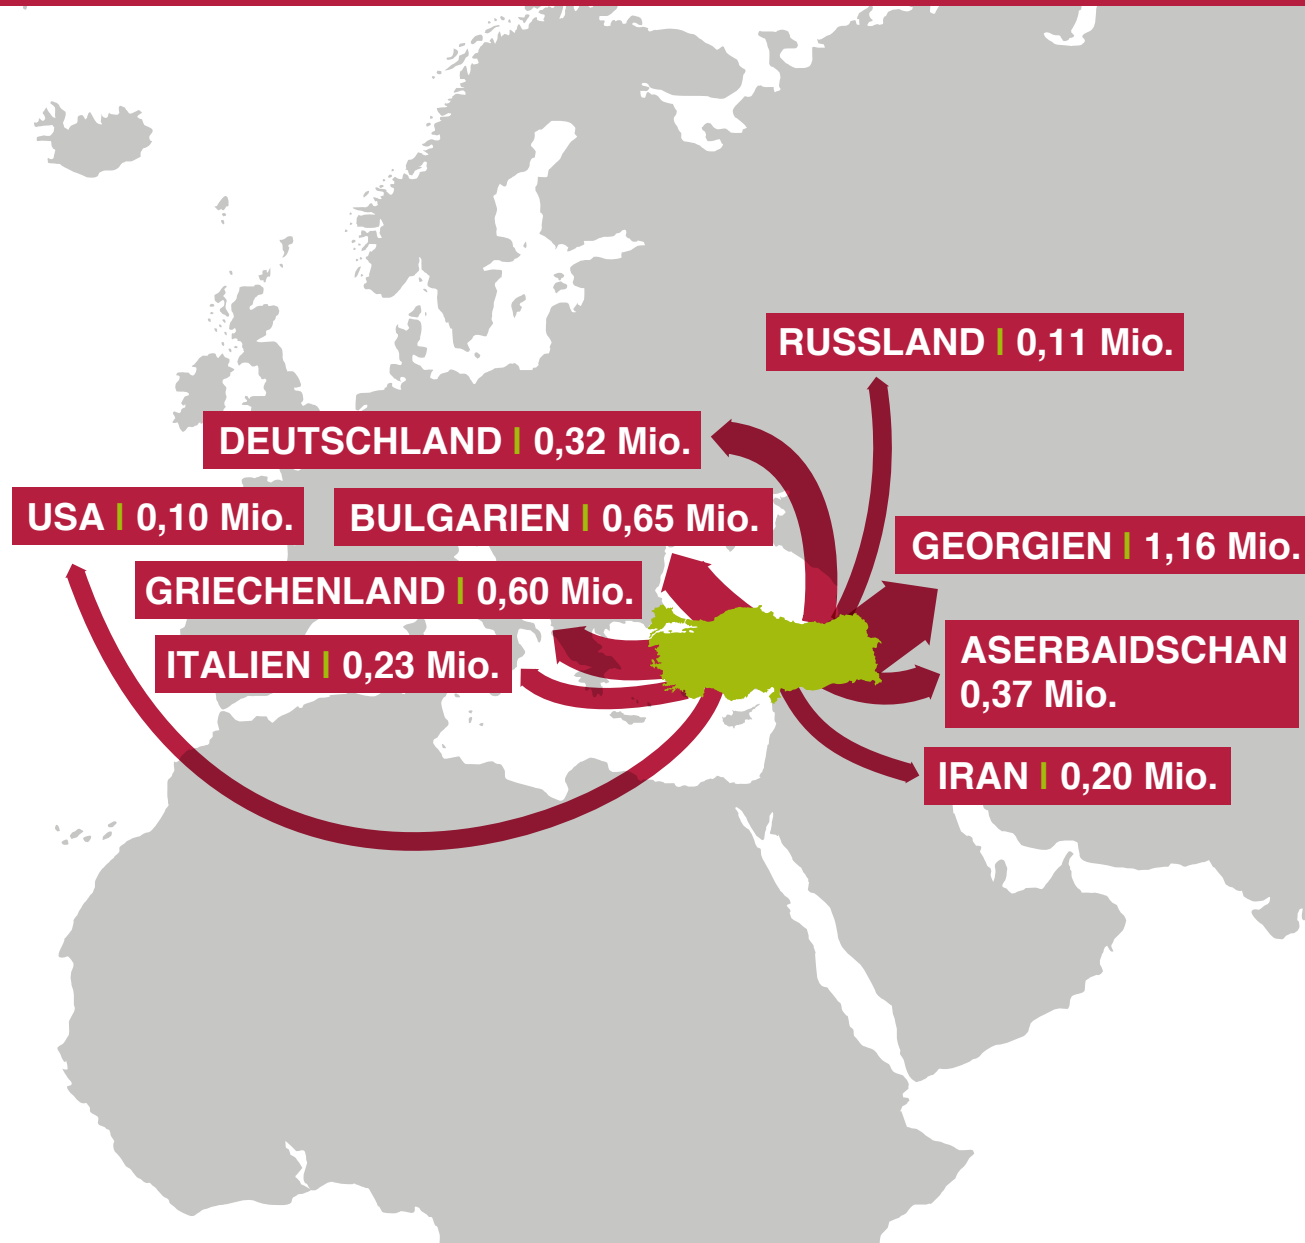 RUSSLAND | 0,11 Mio.
DEUTSCHLAND | 0,32 Mio.
USA | 0,10 Mio.
BULGARIEN | 0,65 Mio.
GEORGIEN | 1,16 Mio.
GRIECHENLAND | 0,60 Mio.
ITALIEN | 0,23 Mio.
ASERBAIDSCHAN
0,37 Mio.
IRAN | 0,20 Mio.